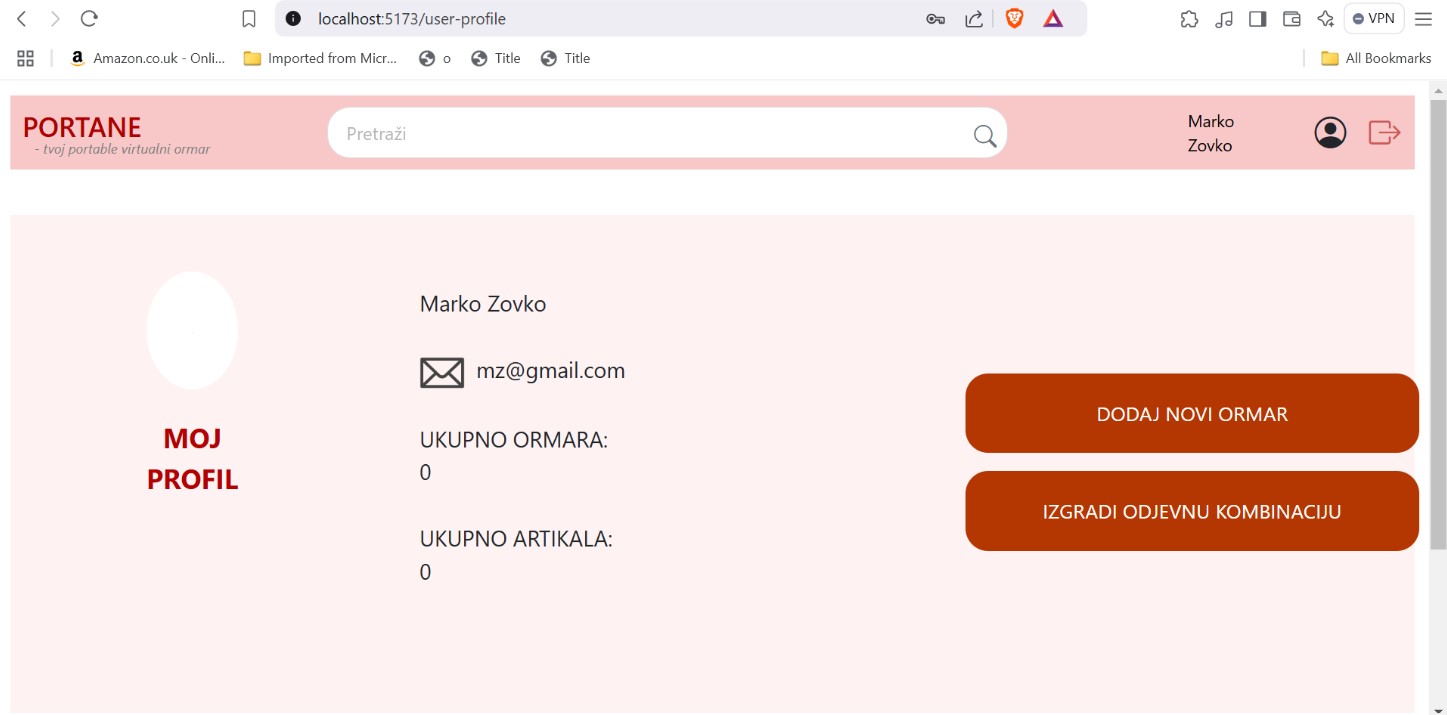 localhost:5173/user-profile
VPN
Amazon.co.uk - Onli...
Imported from Micr...
o
Title
Title
All Bookmarks
PORTANE
- tvoj portable virtualni ormar
Pretraži
Marko
Zovko
Marko Zovko
mz@gmail.com
MOJ
PROFIL
UKUPNO ORMARA:
0
UKUPNO ARTIKALA:
0
DODAJ NOVI ORMAR
IZGRADI ODJEVNU KOMBINACIJU